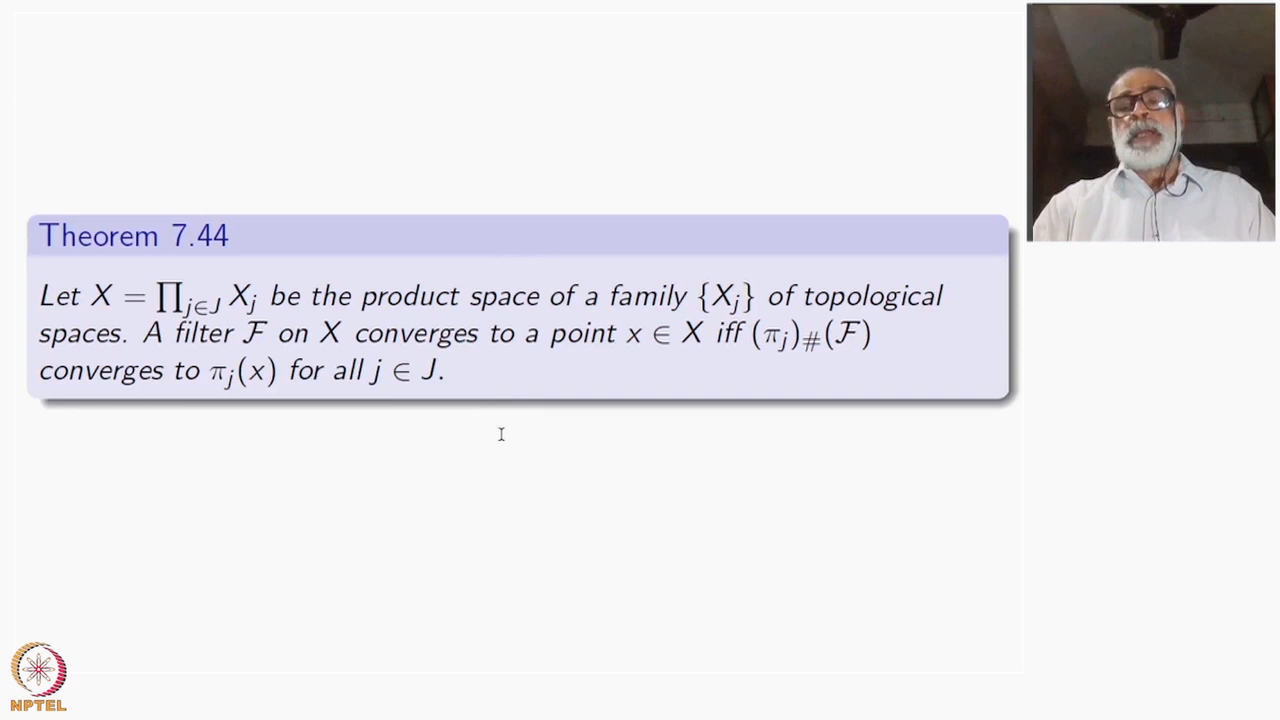 Theorem 7.44
Let X = ∏_{j∈J} X_j be the product space of a family {X_j} of topological
spaces. A filter ℱ on X converges to a point x ∈ X iff (π_j)_#(ℱ)
converges to π_j(x) for all j ∈ J.
NPTEL